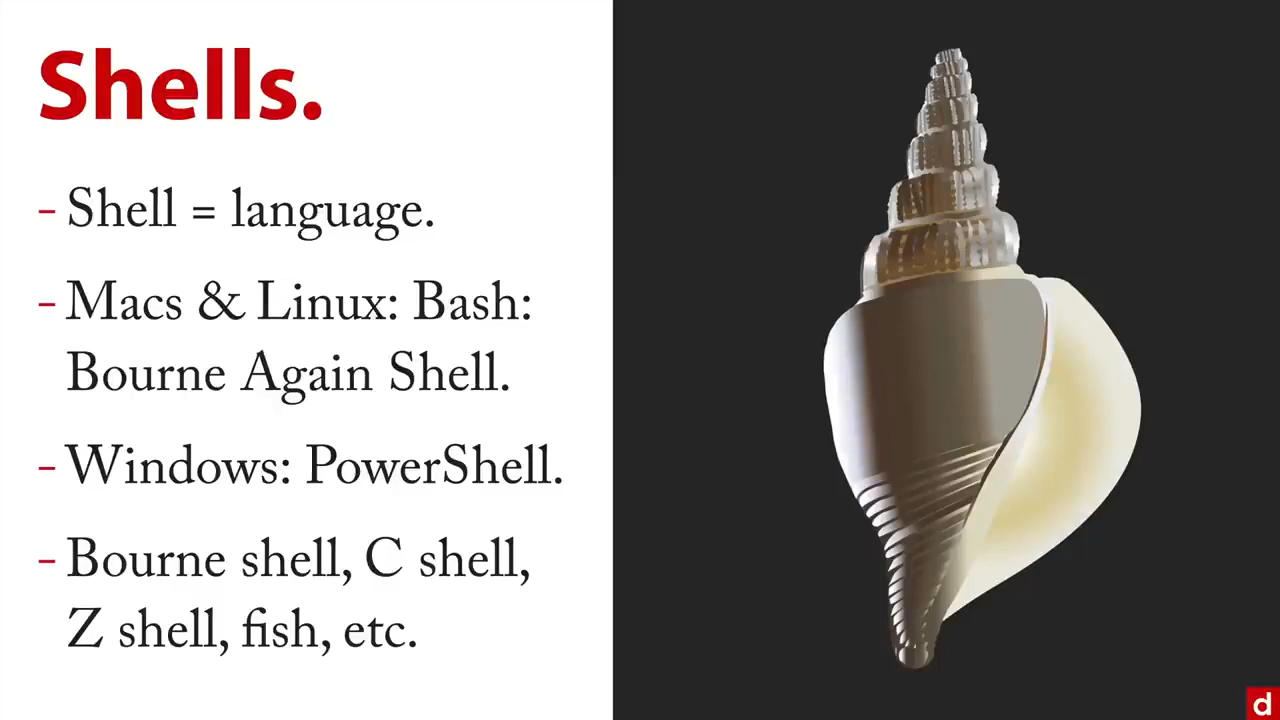 Shells.
– Shell = language.
– Macs & Linux: Bash:
Bourne Again Shell.
– Windows: PowerShell.
– Bourne shell, C shell,
Z shell, fish, etc.
d